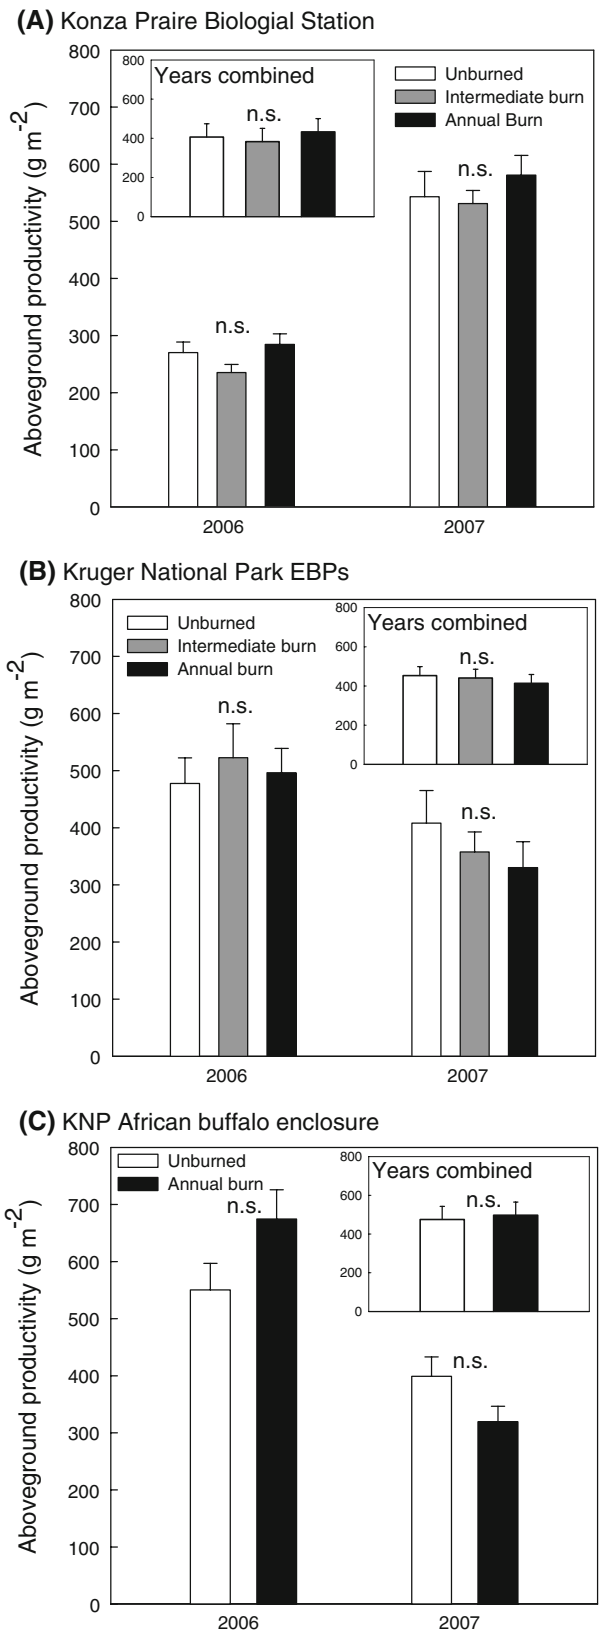 (A) Konza Praire Biologial Station
Aboveground productivity (g m-2)
800
700
600
500
400
300
200
100
0
Years combined
800
600
400
200
0
n.s.
Unburned
Intermediate burn
Annual Burn
n.s.
n.s.
2006
2007
(B) Kruger National Park EBPs
Aboveground productivity (g m-2)
800
700
600
500
400
300
200
100
0
Unburned
Intermediate burn
Annual burn
Years combined
800
600
400
200
0
n.s.
n.s.
n.s.
2006
2007
(C) KNP African buffalo enclosure
Aboveground productivity (g m-2)
800
700
600
500
400
300
200
100
0
Unburned
Annual burn
Years combined
800
600
400
200
0
n.s.
n.s.
n.s.
2006
2007